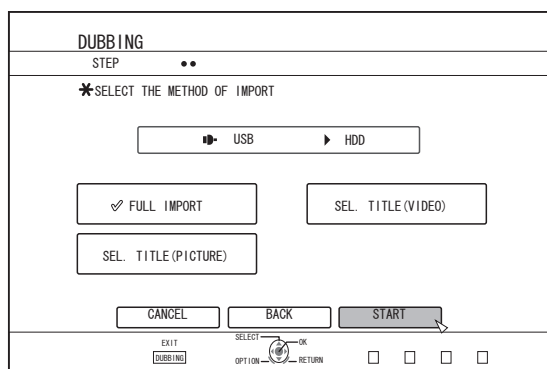 DUBBING
STEP
*SELECT THE METHOD OF IMPORT
USB HDD
FULL IMPORT SEL. TITLE(VIDEO)
SEL. TITLE(PICTURE)
CANCEL BACK START
EXIT SELECT OK
DUBBING OPTION RETURN